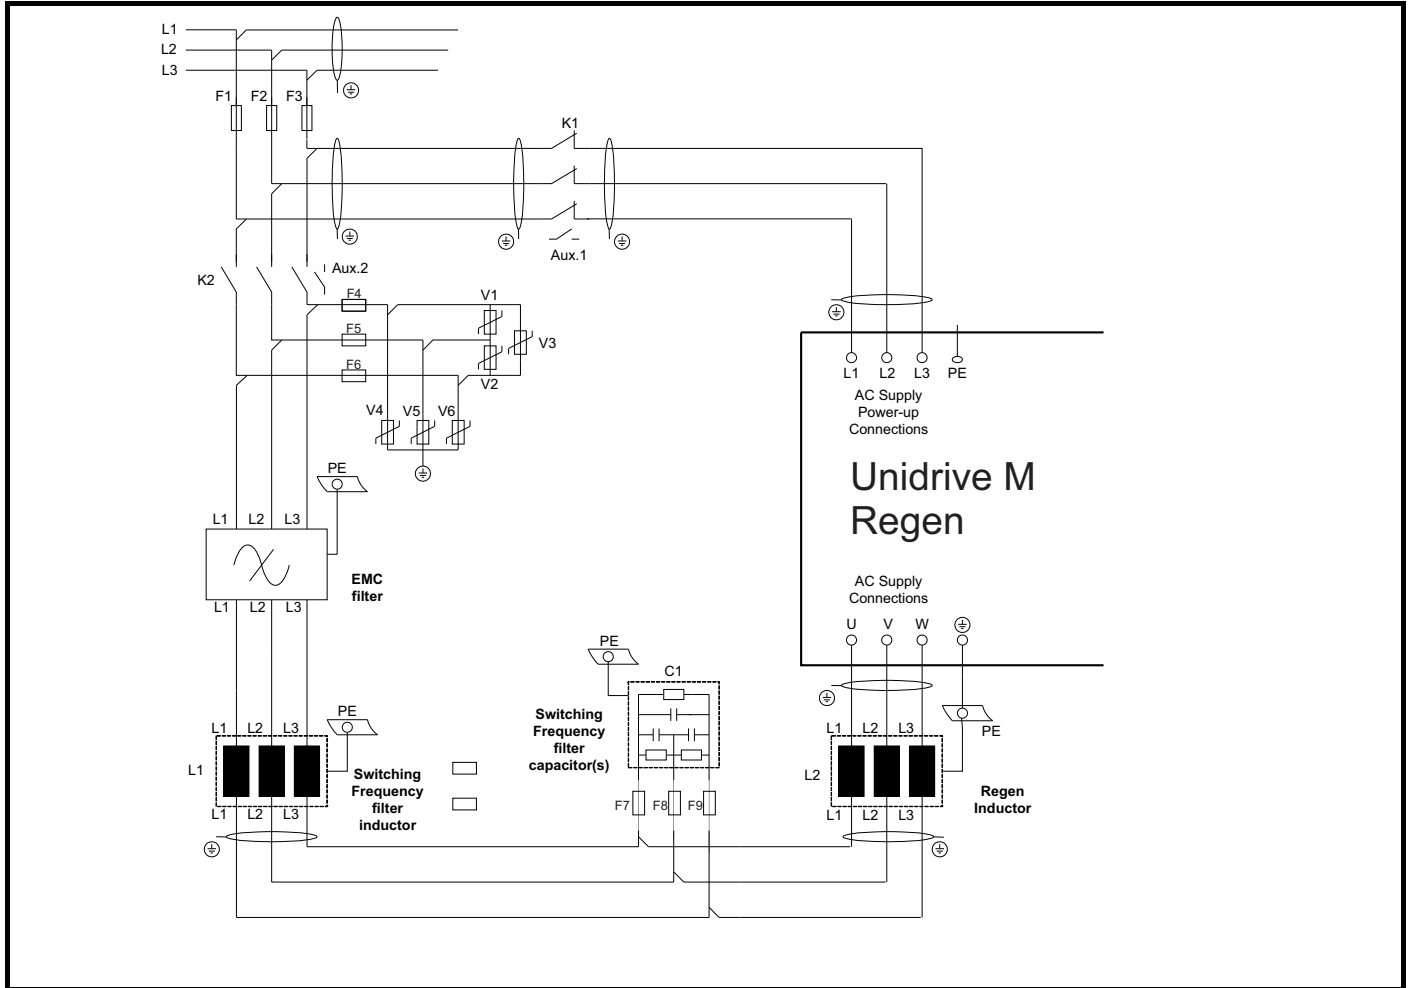 L1
L2
L3
F1 F2 F3
K1
K2
Aux.2
Aux.1
F4
F5
F6
V1
V3
V2
V4 V5 V6
L1 L2 L3 PE
AC Supply
Power-up
Connections
Unidrive M
Regen
PE
L1 L2 L3
EMC
filter
L1 L2 L3
AC Supply
Connections
U V W
PE
C1
Switching
Frequency
filter
capacitor(s)
F7 F8 F9
PE
L1 L2 L3
L1
Switching
Frequency
filter
inductor
L1 L2 L3
PE
L1 L2 L3
L2
Regen
Inductor
L1 L2 L3